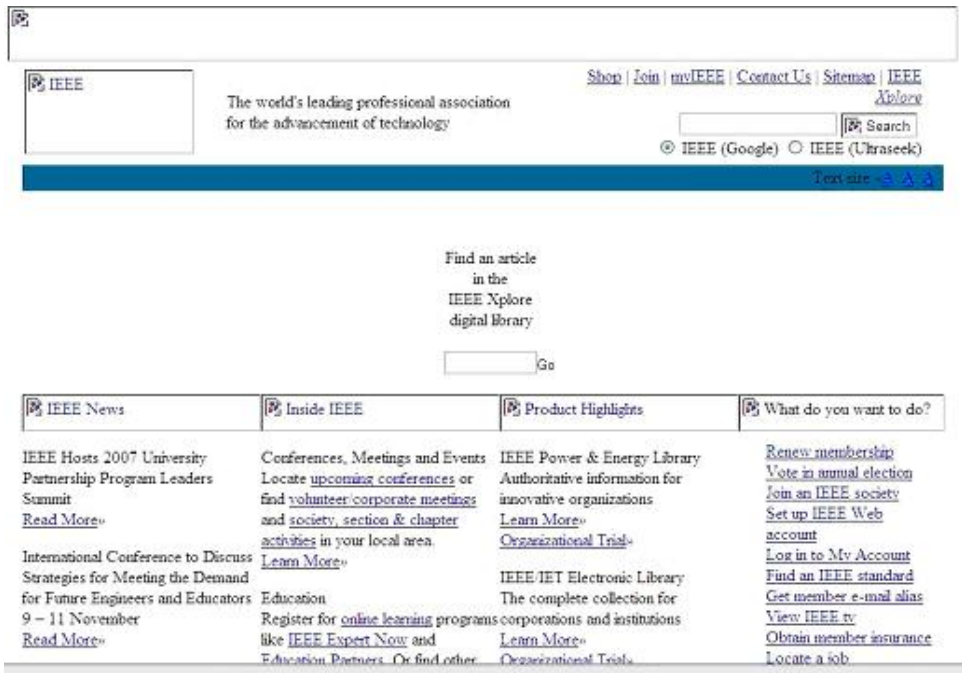 IEEE
The world's leading professional association
for the advancement of technology
Shop | Join | myIEEE | Contact Us | Sitemap | IEEE
Xplore
Search
IEEE (Google) IEEE (Ultraseek)
Text size - A A A
Find an article
in the
IEEE Xplore
digital library
Go
IEEE News
IEEE Hosts 2007 University
Partnership Program Leaders
Summit
Read More»
International Conference to Discuss
Strategies for Meeting the Demand
for Future Engineers and Educators
9 – 11 November
Read More»
Inside IEEE
Conferences, Meetings and Events
Locate upcoming conferences or
find volunteer/corporate meetings
and society, section & chapter
activities in your local area.
Learn More»
Education
Register for online learning programs
like IEEE Expert Now and
Education Partners. Or find other
Product Highlights
IEEE Power & Energy Library
Authoritative information for
innovative organizations
Learn More»
Organizational Trial»
IEEE/IET Electronic Library
The complete collection for
corporations and institutions
Learn More»
Organizational Trial»
What do you want to do?
Renew membership
Vote in annual election
Join an IEEE society
Set up IEEE Web
account
Log in to My Account
Find an IEEE standard
Get member e-mail alias
View IEEE tv
Obtain member insurance
Locate a job